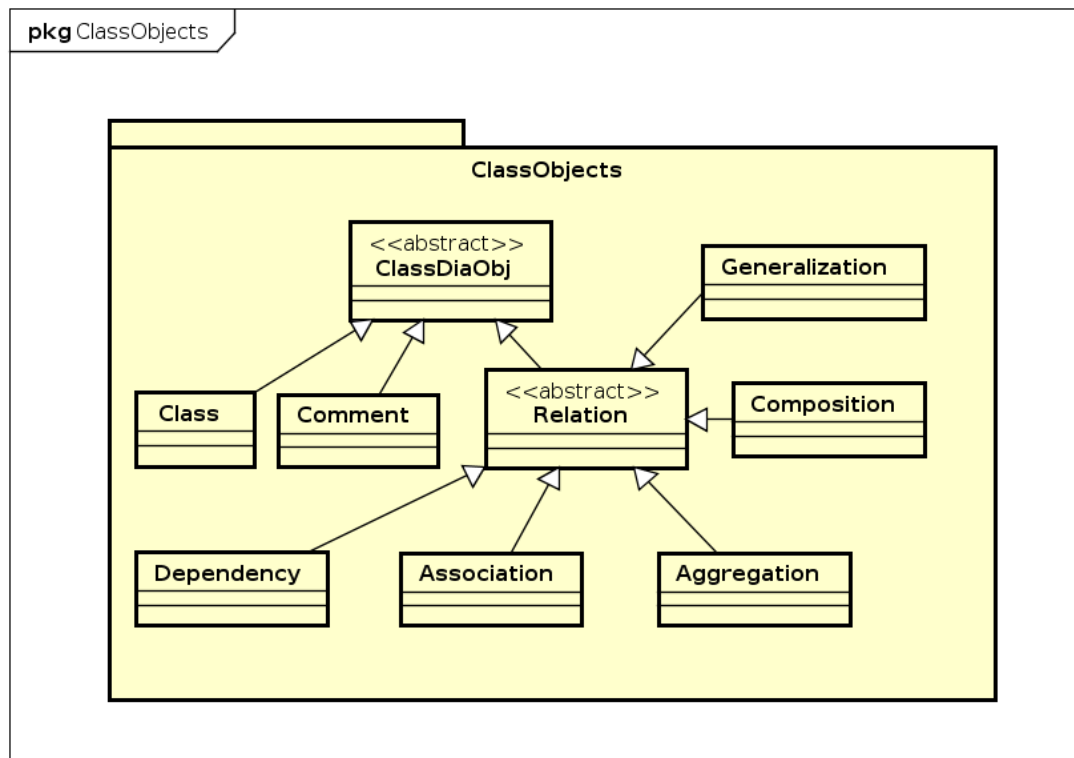 pkg ClassObjects
ClassObjects
<<abstract>>
ClassDiaObj
Generalization
<<abstract>>
Relation
Class
Comment
Composition
Dependency
Association
Aggregation